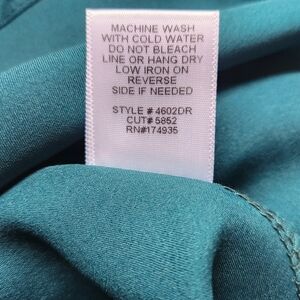 MACHINE WASH
WITH COLD WATER
DO NOT BLEACH
LINE OR HANG DRY
LOW IRON ON
REVERSE
SIDE IF NEEDED
STYLE # 4602DR
CUT# 5852
RN#174935